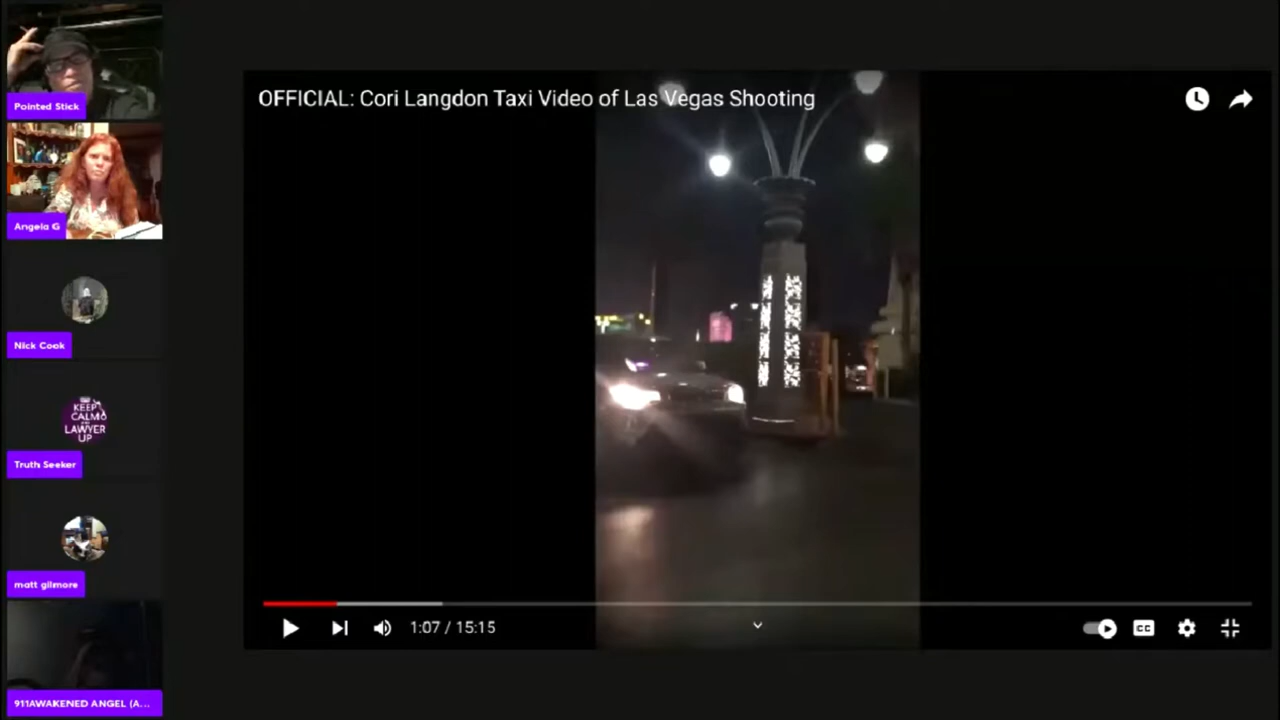 Pointed Stick
Angela G
Nick Cook
KEEP
CALM
LAWYER
UP
Truth Seeker
matt gilmore
911AWAKENED ANGEL (A...
OFFICIAL: Cori Langdon Taxi Video of Las Vegas Shooting
1:07 / 15:15
CC